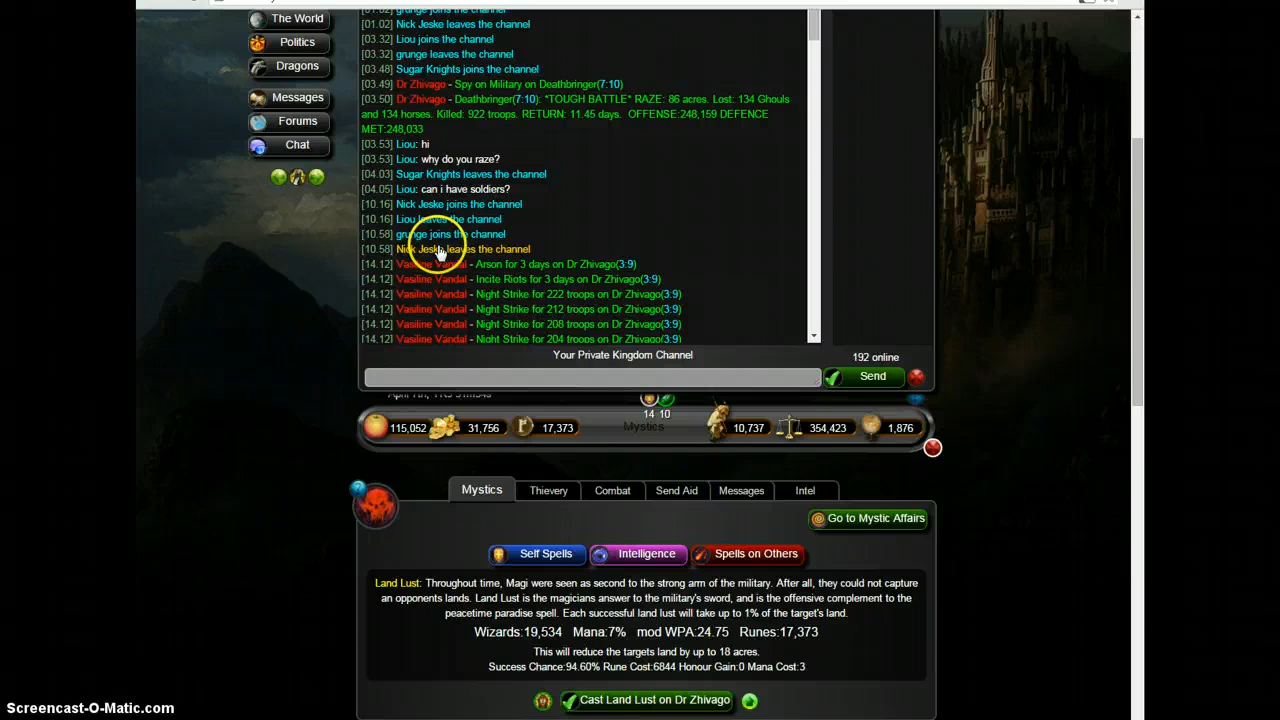 The World
Politics
Dragons
Messages
Forums
Chat
[01.02] grunge joins the channel
[01.02] Nick Jeske leaves the channel
[03.32] Liou joins the channel
[03.32] grunge leaves the channel
[03.48] Sugar Knights joins the channel
[03.49] Dr Zhivago - Spy on Military on Deathbringer(7:10)
[03.50] Dr Zhivago - Deathbringer(7:10): *TOUGH BATTLE* RAZE: 86 acres. Lost: 134 Ghouls
and 134 horses. Killed: 922 troops. RETURN: 11.45 days. OFFENSE:248,159 DEFENCE
MET:248,033
[03.53] Liou: hi
[03.53] Liou: why do you raze?
[04.03] Sugar Knights leaves the channel
[04.05] Liou: can i have soldiers?
[10.16] Nick Jeske joins the channel
[10.16] Liou leaves the channel
[10.58] grunge joins the channel
[10.58] Nick Jeske leaves the channel
[14.12] Vasiline Vandal - Arson for 3 days on Dr Zhivago(3:9)
[14.12] Vasiline Vandal - Incite Riots for 3 days on Dr Zhivago(3:9)
[14.12] Vasiline Vandal - Night Strike for 222 troops on Dr Zhivago(3:9)
[14.12] Vasiline Vandal - Night Strike for 212 troops on Dr Zhivago(3:9)
[14.12] Vasiline Vandal - Night Strike for 208 troops on Dr Zhivago(3:9)
[14.12] Vasiline Vandal - Night Strike for 204 troops on Dr Zhivago(3:9)
Your Private Kingdom Channel
192 online
Send
14 10
115,052 31,756 17,373 Mystics 10,737 354,423 1,876
Mystics Thievery Combat Send Aid Messages Intel
Go to Mystic Affairs
Self Spells Intelligence Spells on Others
Land Lust: Throughout time, Magi were seen as second to the strong arm of the military. After all, they could not capture
an opponents lands. Land Lust is the magicians answer to the military's sword, and is the offensive complement to the
peacetime paradise spell. Each successful land lust will take up to 1% of the target's land.
Wizards:19,534 Mana:7% mod WPA:24.75 Runes:17,373
This will reduce the targets land by up to 18 acres.
Success Chance:94.60% Rune Cost:6844 Honour Gain:0 Mana Cost:3
Cast Land Lust on Dr Zhivago
Screencast-O-Matic.com